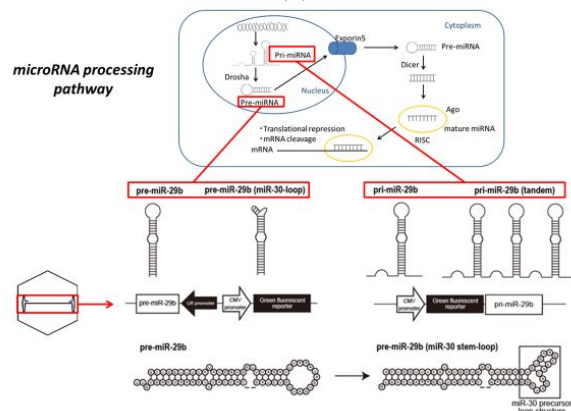 microRNA processing
pathway
Cytoplasm
Exporin5
Pri-miRNA
Pre-miRNA
Drosha
Dicer
Nucleus
Pre-miRNA
Ago
mature miRNA
RISC
・Translational repression
・mRNA cleavage
mRNA
pre-miR-29b
pre-miR-29b (miR-30-loop)
pri-miR-29b
pri-miR-29b (tandem)
pre-miR-29b
U6 promoter
CMV
promoter
Green fluorescent
reporter
CMV
promoter
Green fluorescent
reporter
pri-miR-29b
pre-miR-29b
pre-miR-29b (miR-30 stem-loop)
miR-30 precursor
loop structure